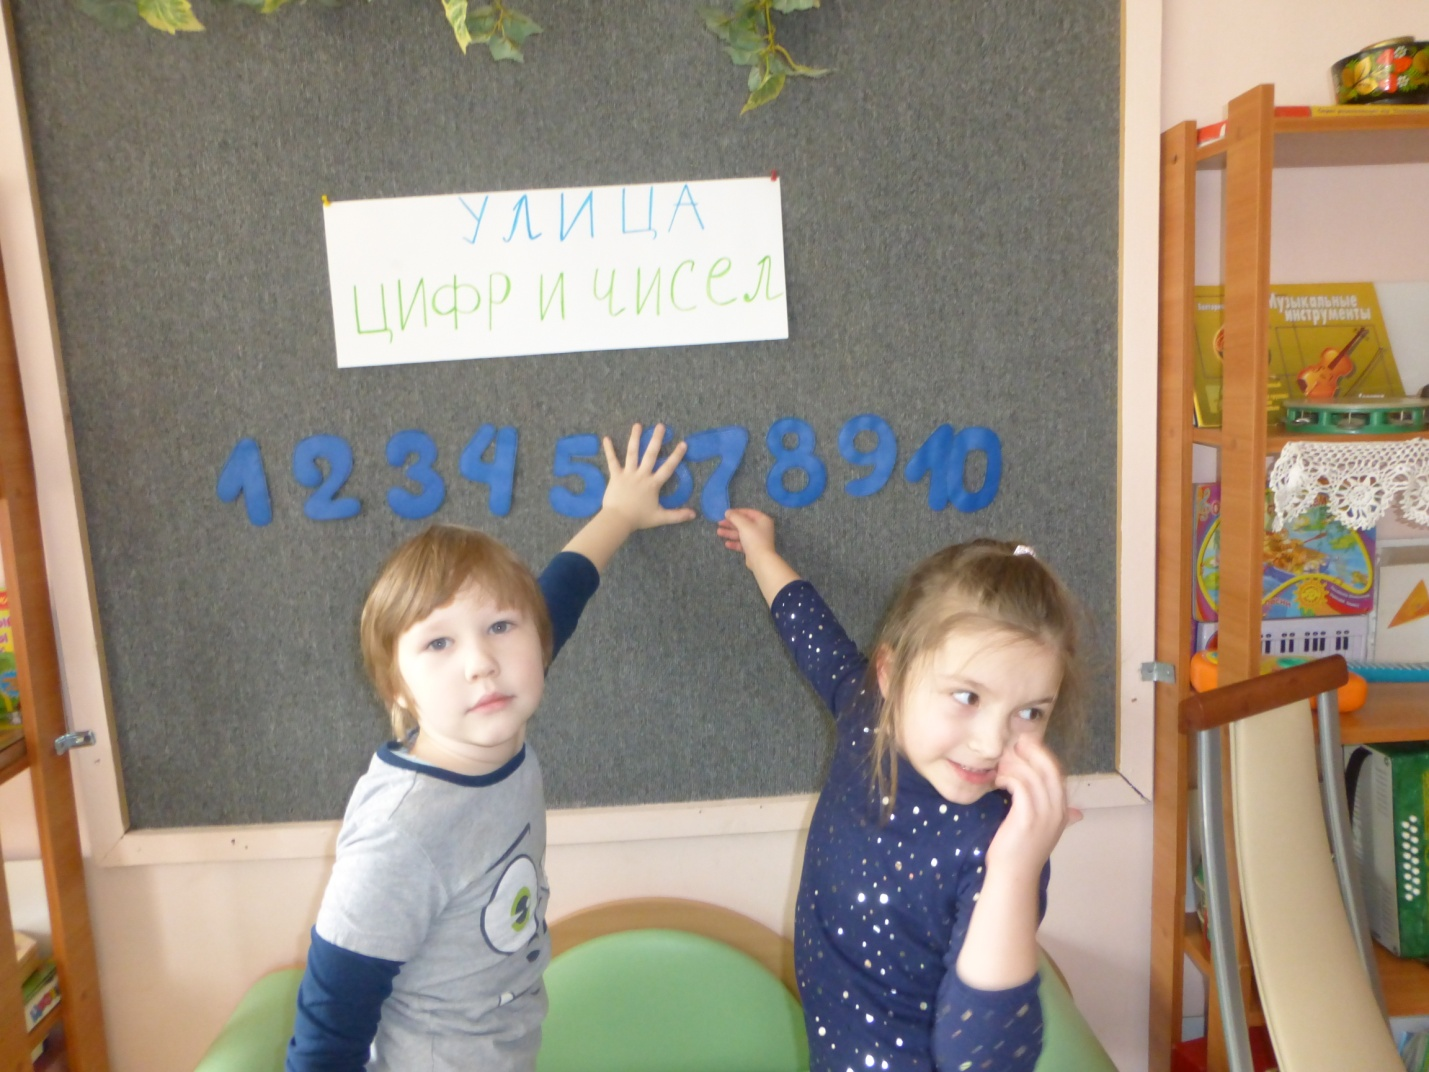 УЛИЦА
ЦИФР И ЧИСЕЛ
1 2 3 4 5 6 7 8 9 10
Музыкальные
инструменты